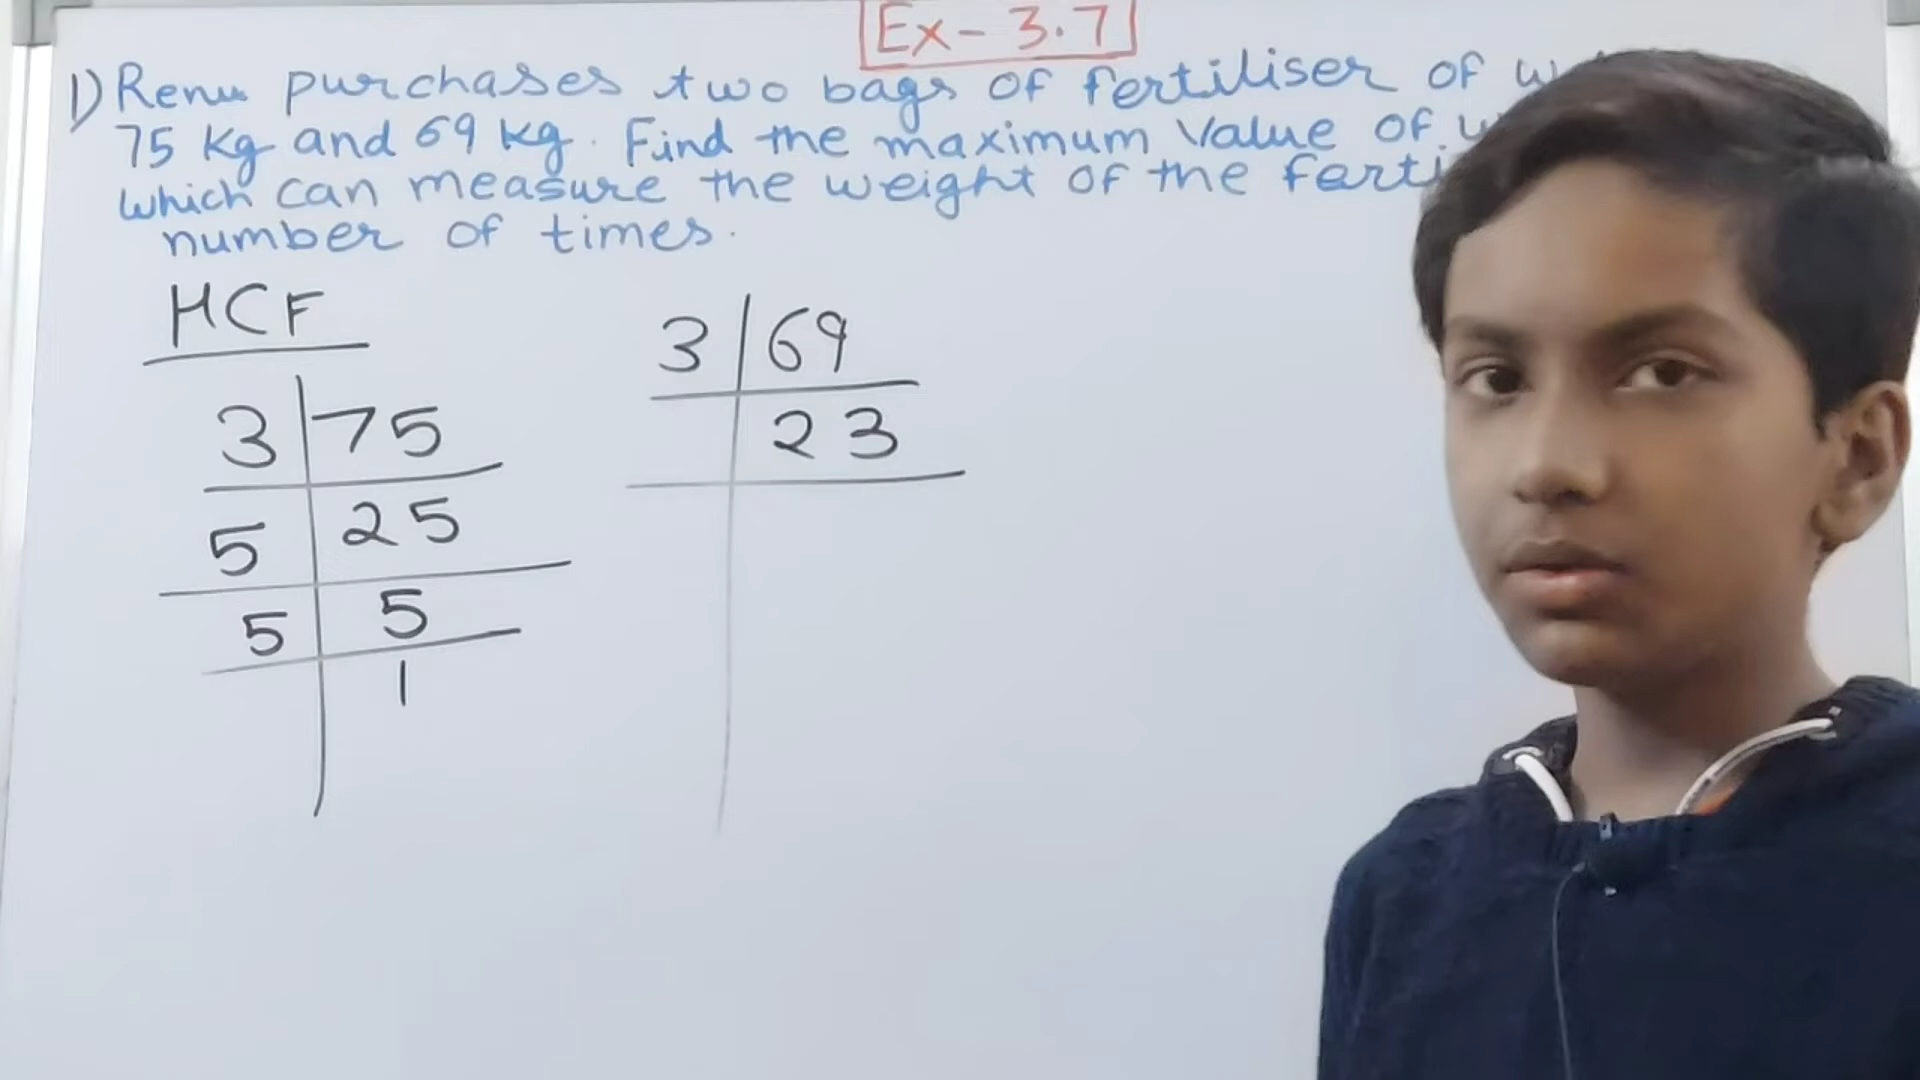 Ex- 3.7
1) Renu purchases two bags of fertiliser of
75 kg and 69 kg. Find the maximum value of
which can measure the weight of the
number of times.
HCF
3 | 75
5 | 25
5 | 5
1
3 | 69
23